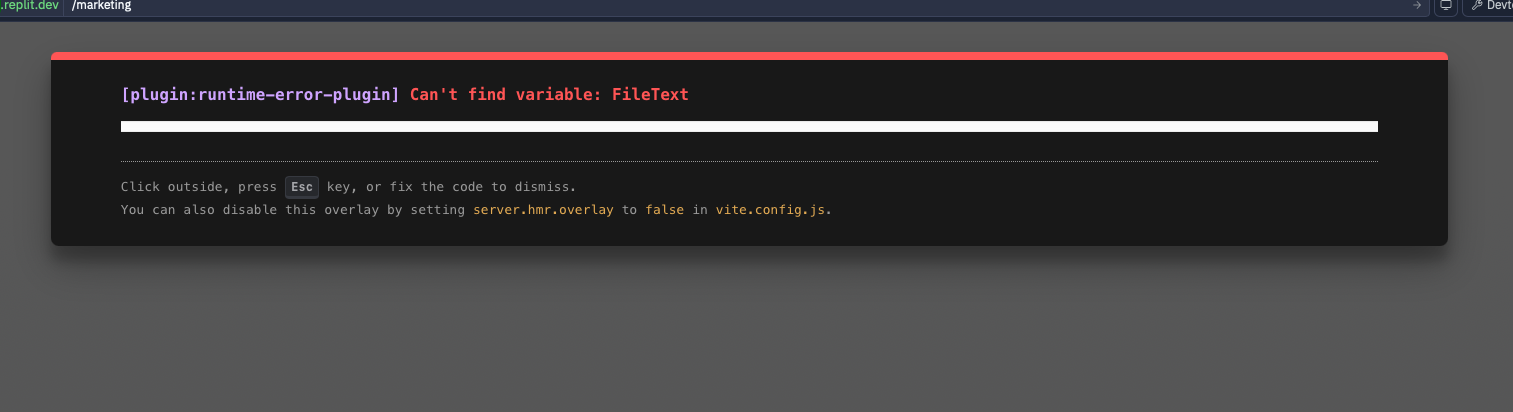 .replit.dev /marketing → Devt
[plugin:runtime-error-plugin] Can't find variable: FileText
Click outside, press Esc key, or fix the code to dismiss.
You can also disable this overlay by setting server.hmr.overlay to false in vite.config.js.